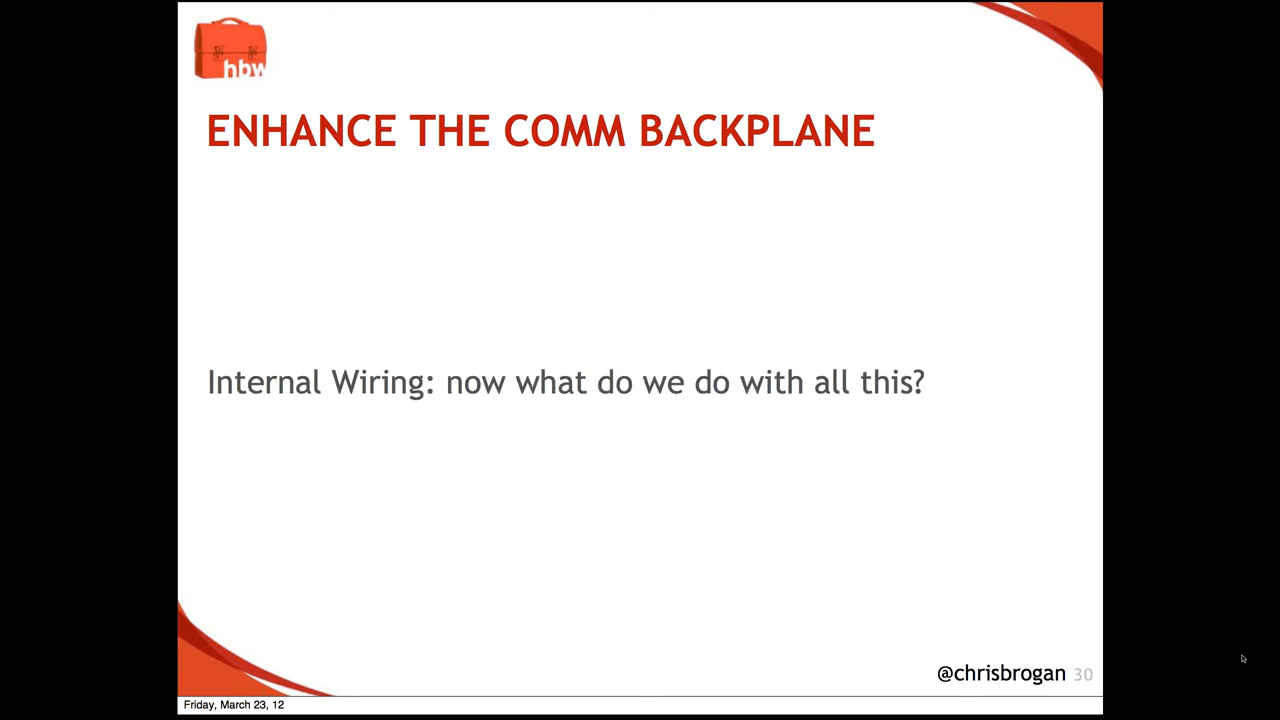 hbw
ENHANCE THE COMM BACKPLANE
Internal Wiring: now what do we do with all this?
@chrisbrogan 30
Friday, March 23, 12